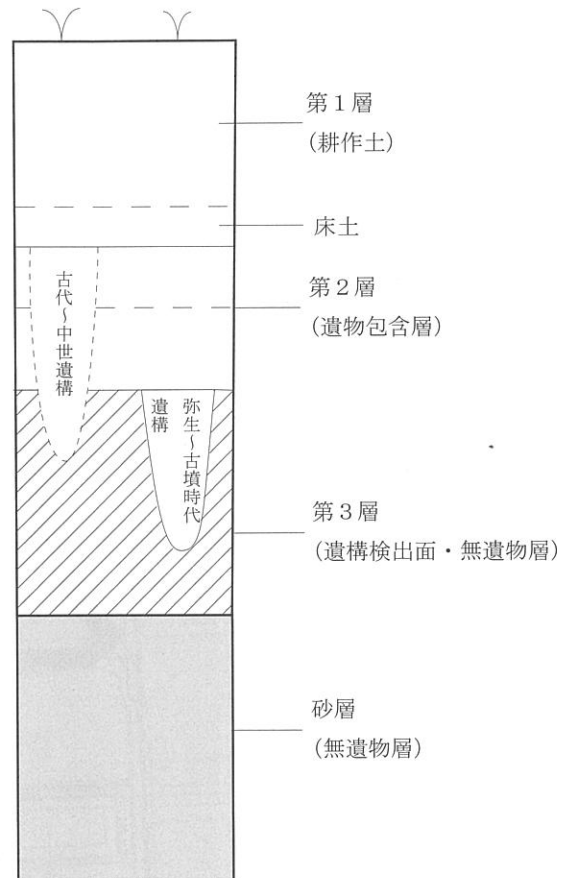 第１層
(耕作土)
床土
第２層
(遺物包含層)
古代～中世遺構
弥生～古墳時代
遺構
第３層
(遺構検出面・無遺物層)
砂層
(無遺物層)